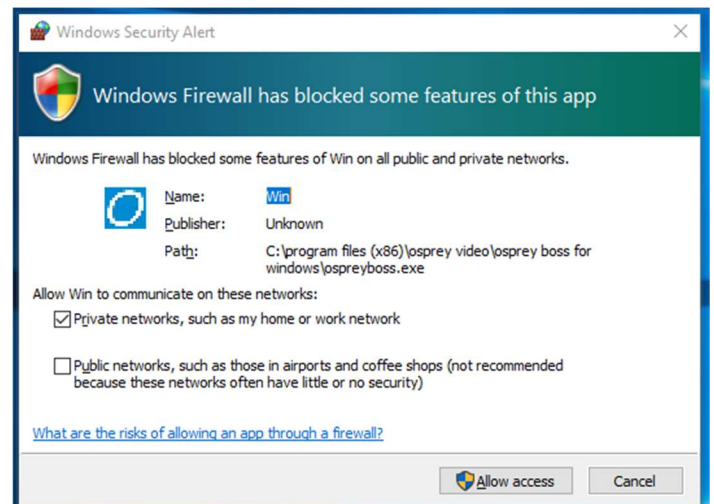 Windows Security Alert
Windows Firewall has blocked some features of this app
Windows Firewall has blocked some features of Win on all public and private networks.
Name: Win
Publisher: Unknown
Path: C:\program files (x86)\osprey video\osprey boss for
windows\ospreyboss.exe
Allow Win to communicate on these networks:
Private networks, such as my home or work network
Public networks, such as those in airports and coffee shops (not recommended
because these networks often have little or no security)
What are the risks of allowing an app through a firewall?
Allow access Cancel